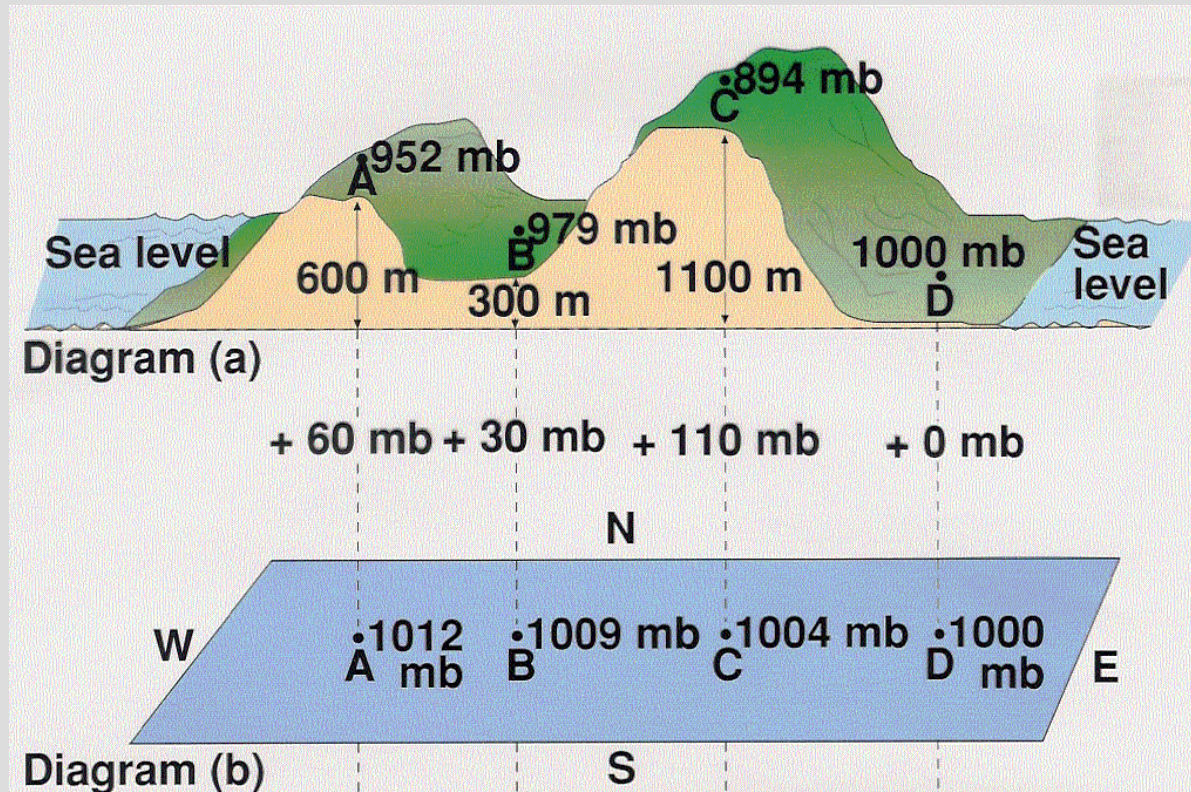 894 mb
C
952 mb
A
979 mb
B
Sea level
600 m
300 m
1100 m
1000 mb
D
Sea
level
Diagram (a)
+ 60 mb + 30 mb + 110 mb + 0 mb
N
W
1012
mb
A
1009 mb
B
1004 mb
C
1000
mb
D
E
Diagram (b)
S